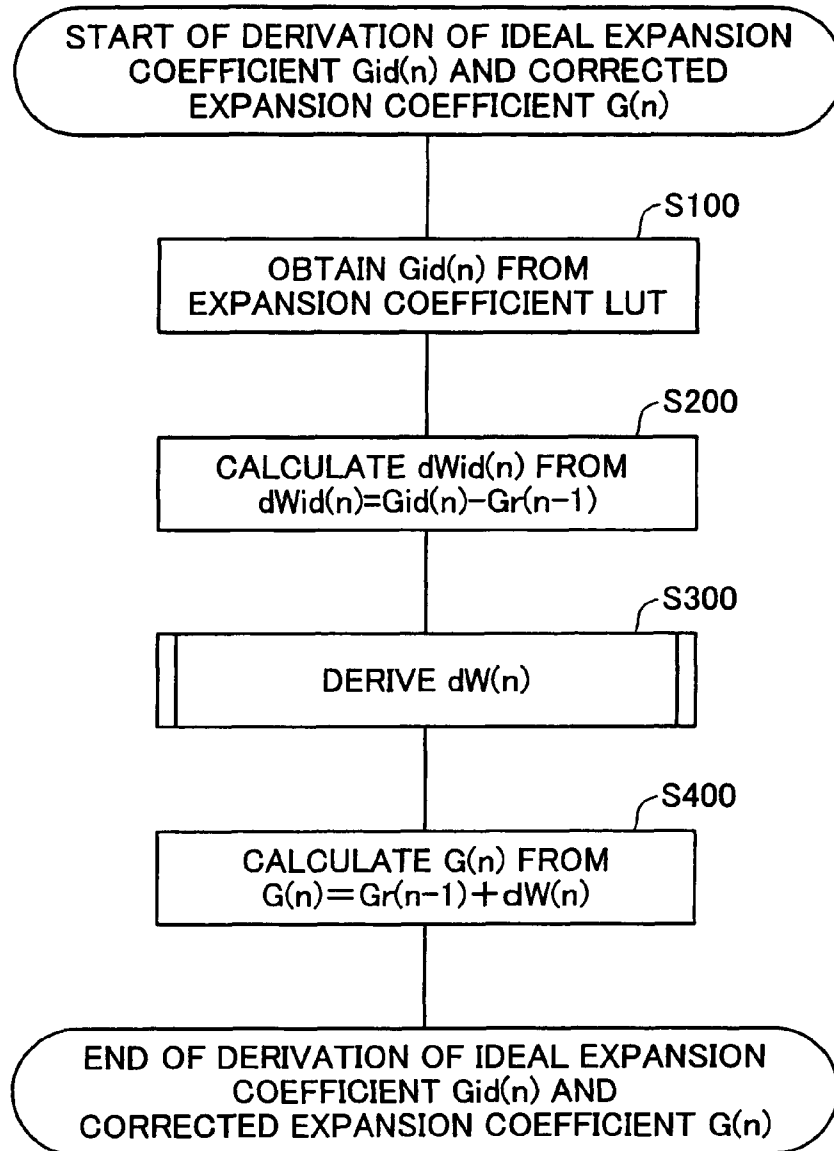 START OF DERIVATION OF IDEAL EXPANSION
COEFFICIENT Gid(n) AND CORRECTED
EXPANSION COEFFICIENT G(n)
S100
OBTAIN Gid(n) FROM
EXPANSION COEFFICIENT LUT
S200
CALCULATE dWid(n) FROM
dWid(n)=Gid(n)-Gr(n-1)
S300
DERIVE dW(n)
S400
CALCULATE G(n) FROM
G(n)=Gr(n-1)+dW(n)
END OF DERIVATION OF IDEAL EXPANSION
COEFFICIENT Gid(n) AND
CORRECTED EXPANSION COEFFICIENT G(n)